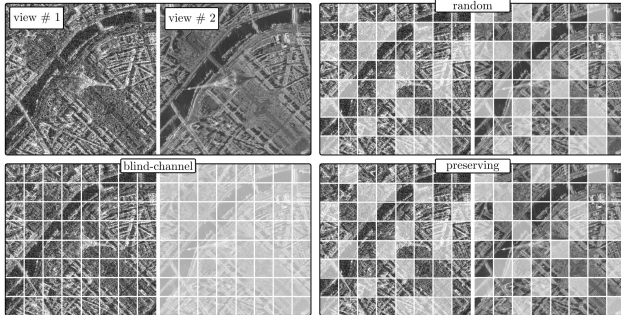 view # 1
view # 2
random
blind-channel
preserving